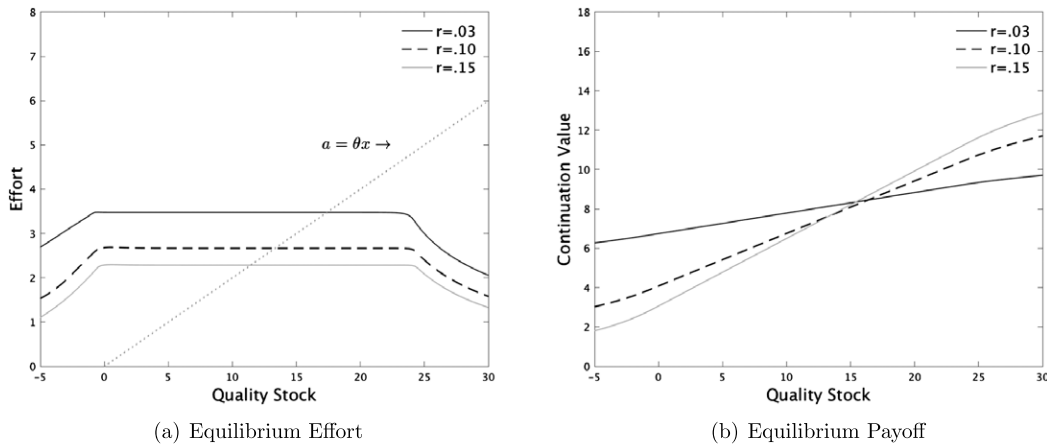 8
7
6
5
4
3
2
1
0
Effort
r=.03
r=.10
r=.15
a = θx →
-5 0 5 10 15 20 25 30
Quality Stock
(a) Equilibrium Effort
18
16
14
12
10
8
6
4
2
0
Continuation Value
r=.03
r=.10
r=.15
-5 0 5 10 15 20 25 30
Quality Stock
(b) Equilibrium Payoff